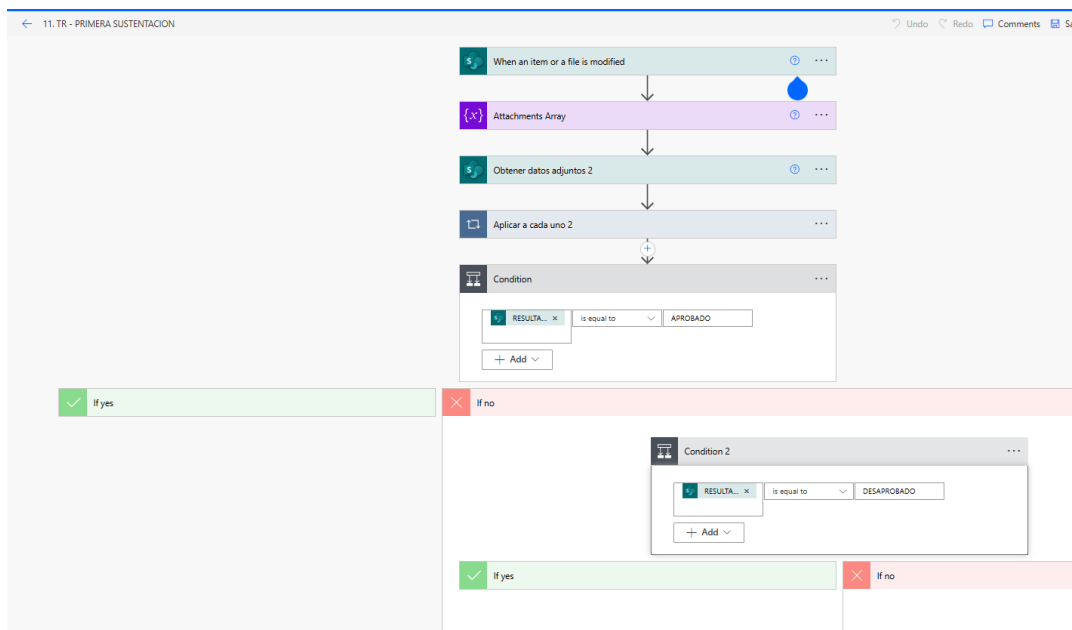 11. TR - PRIMERA SUSTENTACION
Undo Redo Comments Sa
When an item or a file is modified
{x} Attachments Array
Obtener datos adjuntos 2
Aplicar a cada uno 2
Condition
RESULTA... is equal to APROBADO
Add
If yes
If no
Condition 2
RESULTA... is equal to DESAPROBADO
Add
If yes
If no